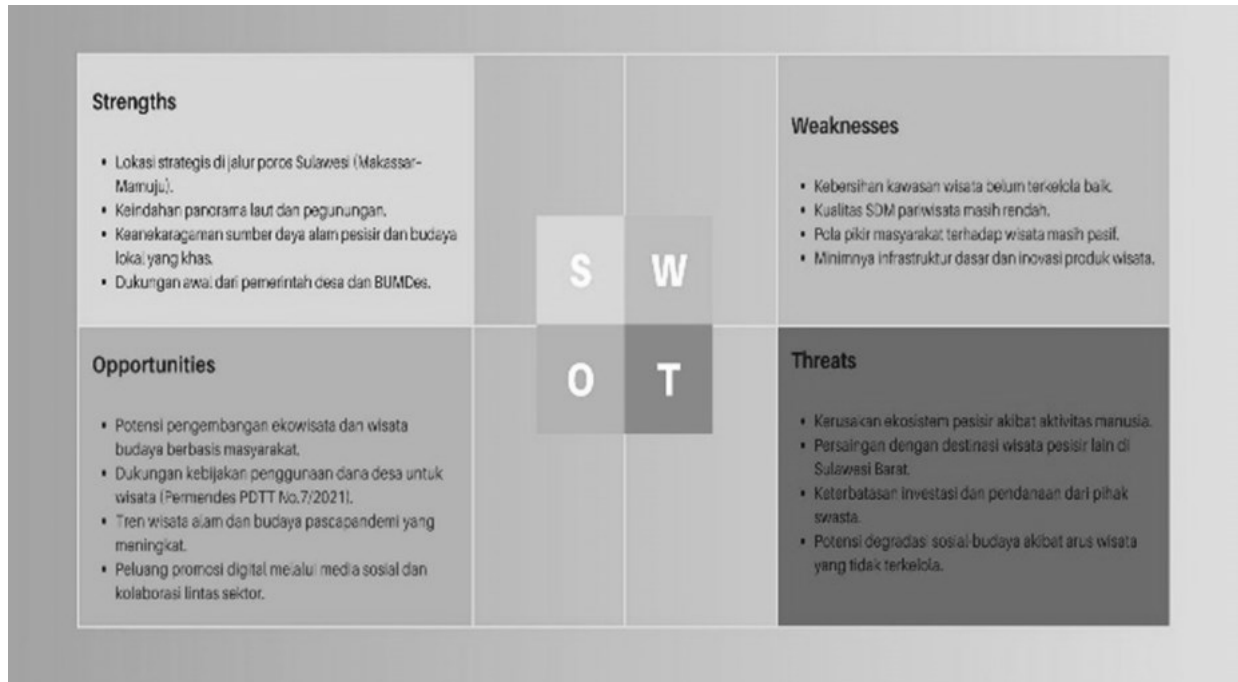 Strengths
• Lokasi strategis di jalur poros Sulawesi (Makassar-
Mamuju).
• Keindahan panorama laut dan pegunungan.
• Keanekaragaman sumber daya alam pesisir dan budaya
lokal yang khas.
• Dukungan awal dari pemerintah desa dan BUMDes.
Weaknesses
• Kebersihan kawasan wisata belum terkelola baik.
• Kualitas SDM pariwisata masih rendah.
• Pola pikir masyarakat terhadap wisata masih pasif.
• Minimnya infrastruktur dasar dan inovasi produk wisata.
S W
O T
Opportunities
• Potensi pengembangan ekowisata dan wisata
budaya berbasis masyarakat.
• Dukungan kebijakan penggunaan dana desa untuk
wisata (Permendes PDTT No.7/2021).
• Tren wisata alam dan budaya pascapandemi yang
meningkat.
• Peluang promosi digital melalui media sosial dan
kolaborasi lintas sektor.
Threats
• Kerusakan ekosistem pesisir akibat aktivitas manusia.
• Persaingan dengan destinasi wisata pesisir lain di
Sulawesi Barat.
• Keterbatasan investasi dan pendanaan dari pihak
swasta.
• Potensi degradasi sosial-budaya akibat arus wisata
yang tidak terkelola.